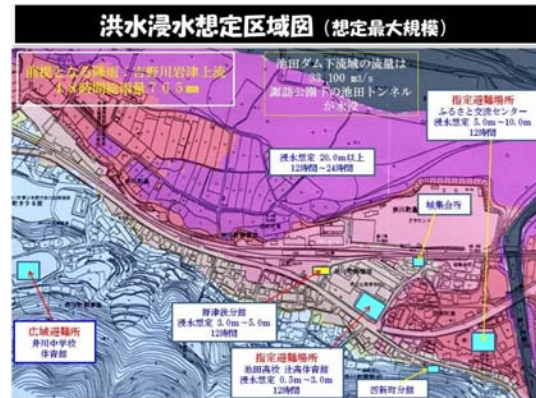 洪水浸水想定区域図 (想定最大規模)
前提となる降雨：吉野川岩津上流
48時間総雨量765㎜
池田ダム下流域の流量は
33,100 m3/s
諏訪公園下の池田トンネル
が水没
指定避難場所
ふるさと交流センター
浸水想定 5.0m～10.0m
12時間
浸水想定 20.0m以上
12時間～24時間
城集会所
広域避難所
井川中学校
体育館
野津後分館
浸水想定 3.0m～5.0m
12時間
指定避難場所
池田高校 辻高体育館
浸水想定 0.5m～3.0m
12時間
西新町分館